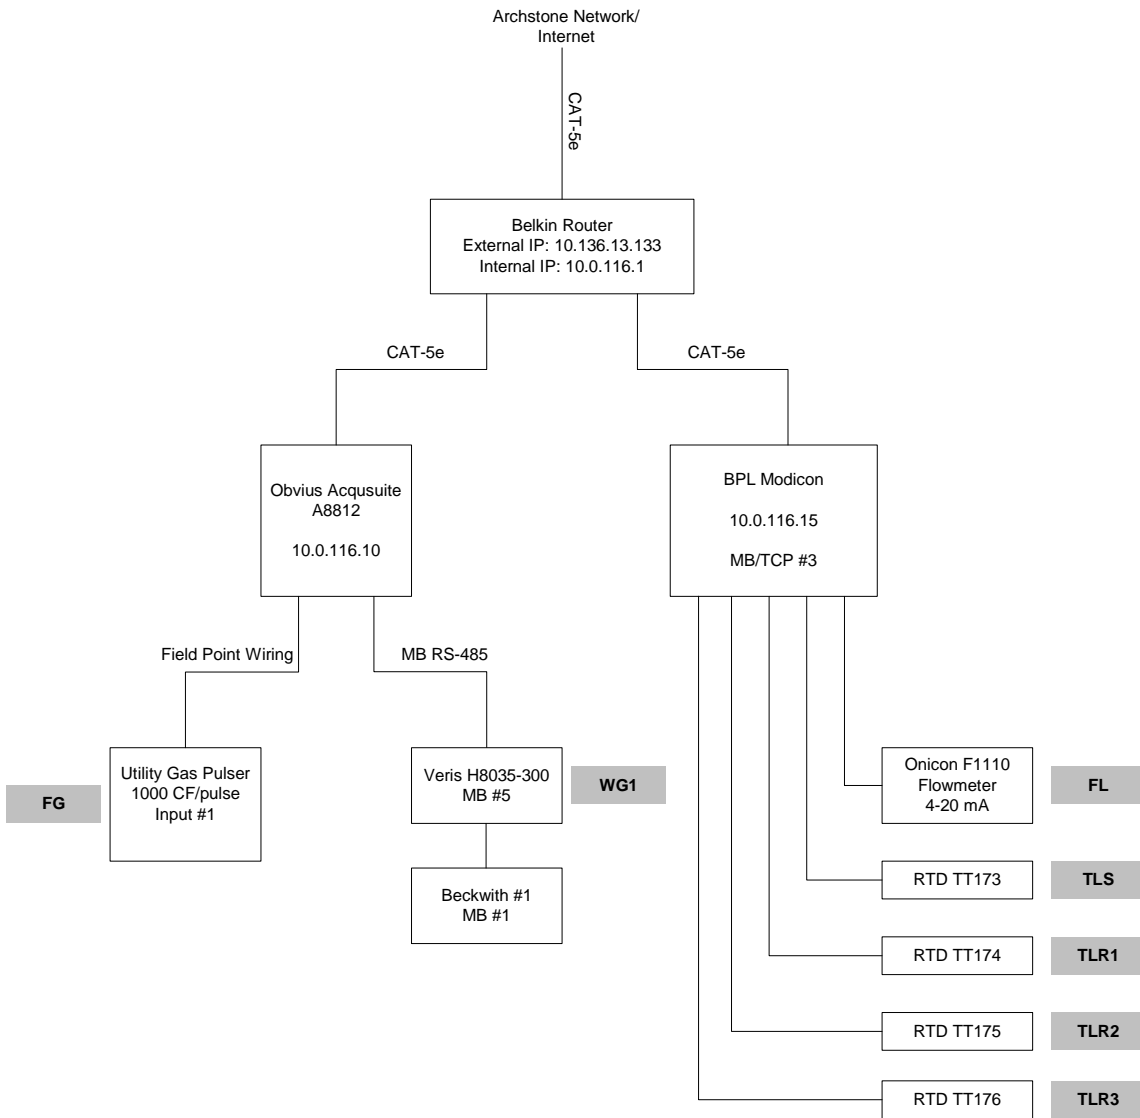 Archstone Network/
Internet
CAT-5e
Belkin Router
External IP: 10.136.13.133
Internal IP: 10.0.116.1
CAT-5e
CAT-5e
Obvius Acqusuite
A8812
10.0.116.10
BPL Modicon
10.0.116.15
MB/TCP #3
Field Point Wiring
MB RS-485
FG
Utility Gas Pulser
1000 CF/pulse
Input #1
Veris H8035-300
MB #5
WG1
Beckwith #1
MB #1
Onicon F1110
Flowmeter
4-20 mA
FL
RTD TT173
TLS
RTD TT174
TLR1
RTD TT175
TLR2
RTD TT176
TLR3